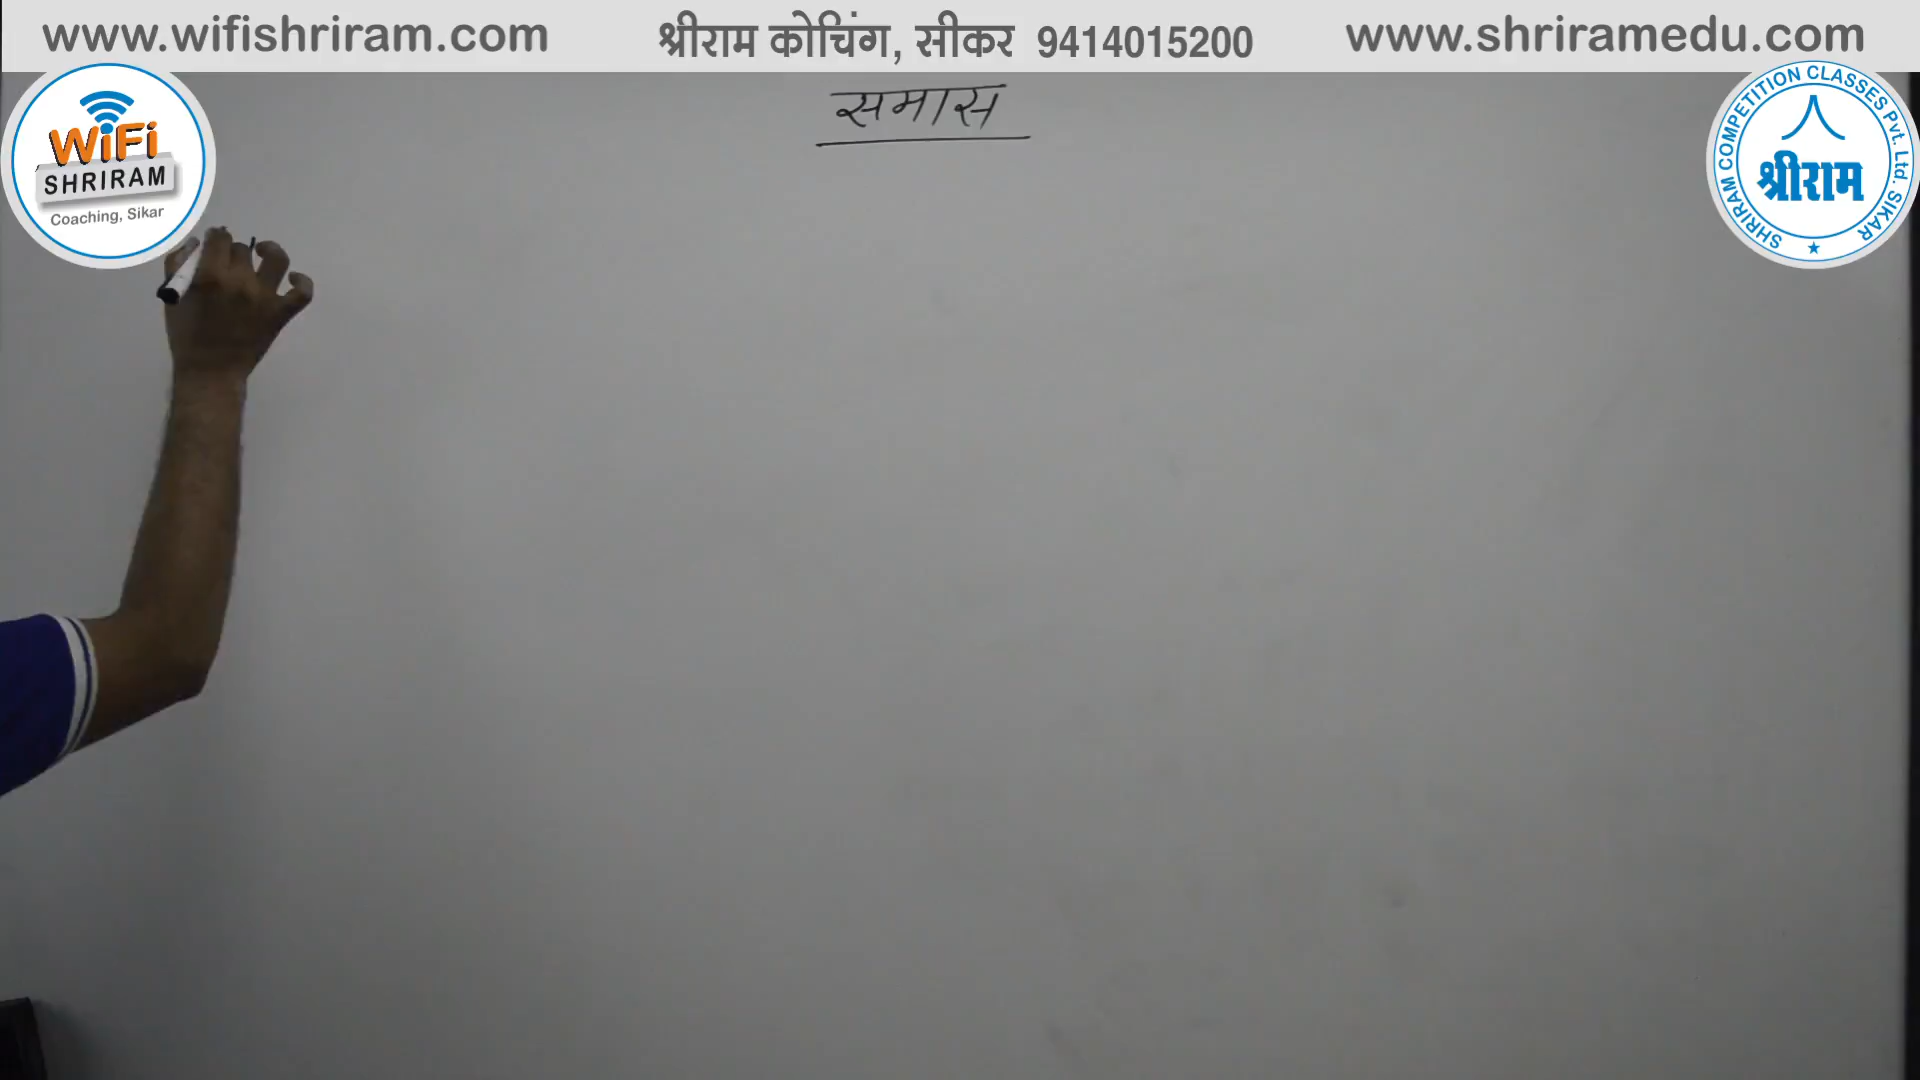 www.wifishriram.com
श्रीराम कोचिंग, सीकर 9414015200
www.shriramedu.com
WiFi
SHRIRAM
Coaching, Sikar
SHRIRAM COMPETITION CLASSES Pvt. Ltd. SIKAR
श्रीराम
समास